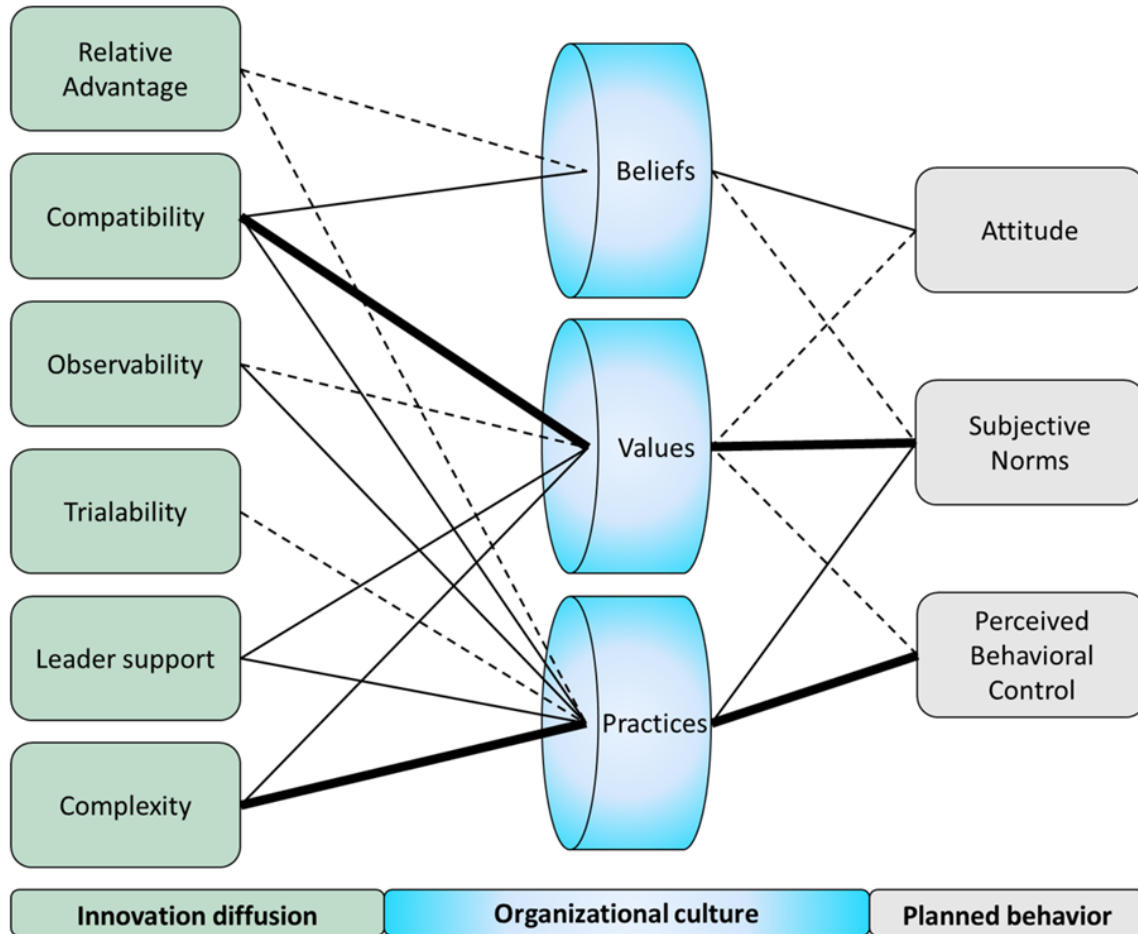 Relative
Advantage
Compatibility
Observability
Trialability
Leader support
Complexity
Beliefs
Values
Practices
Attitude
Subjective
Norms
Perceived
Behavioral
Control
Innovation diffusion
Organizational culture
Planned behavior